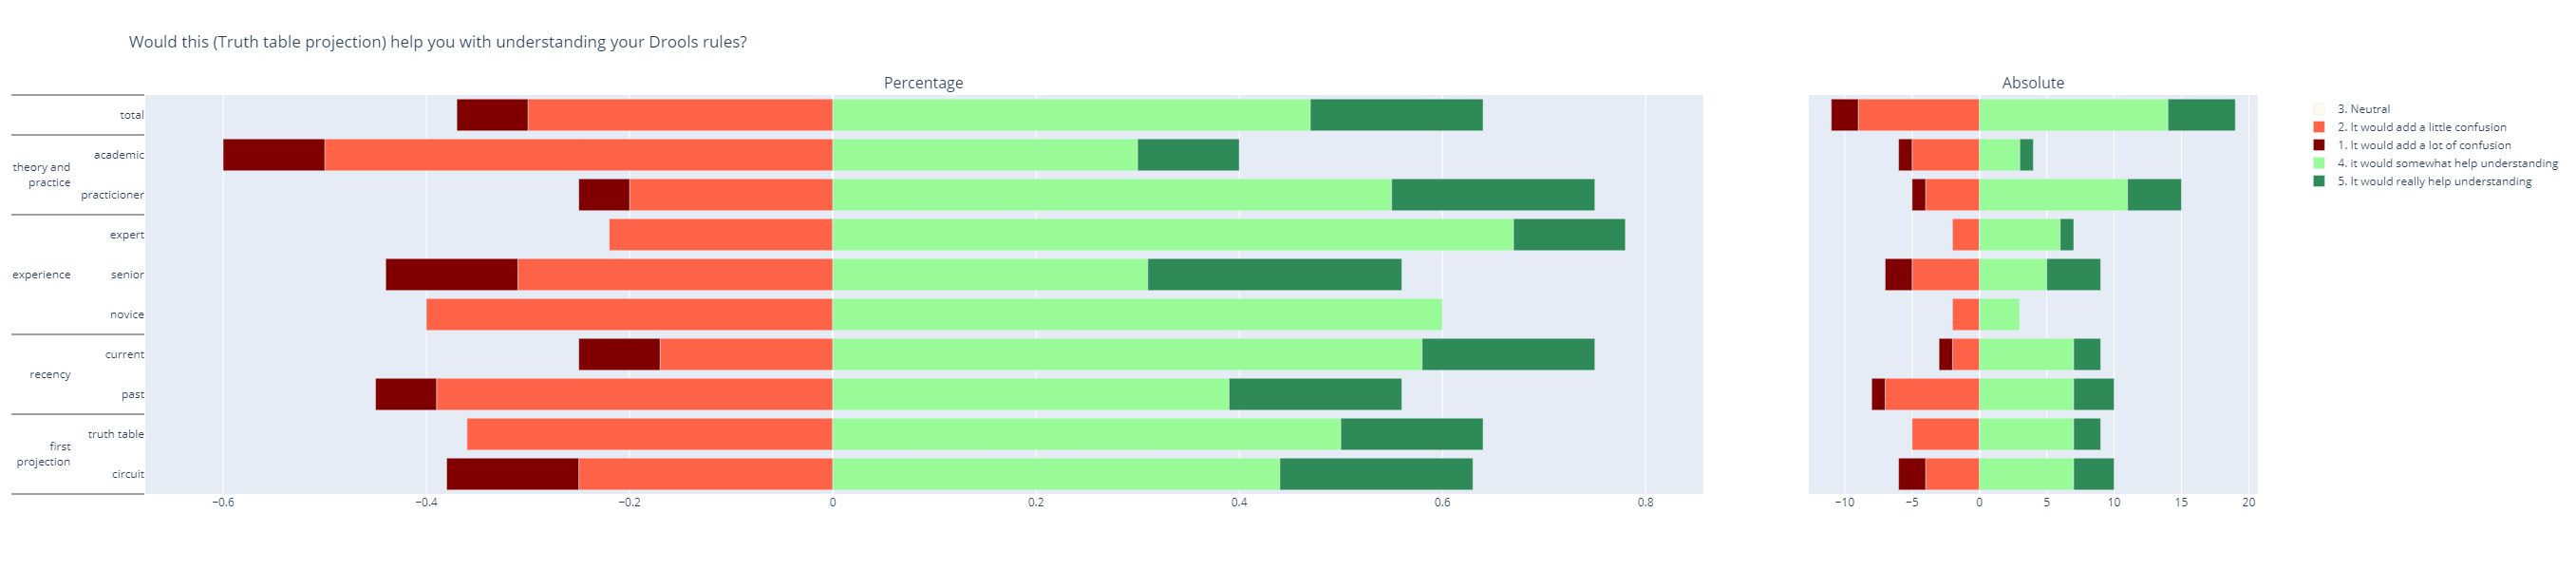 Would this (Truth table projection) help you with understanding your Drools rules?
Percentage
Absolute
total
theory and
practice
academic
practicioner
experience
expert
senior
novice
recency
current
past
first
projection
truth table
circuit
−0.6 −0.4 −0.2 0 0.2 0.4 0.6 0.8
−10 −5 0 5 10 15 20
3. Neutral
2. It would add a little confusion
1. It would add a lot of confusion
4. it would somewhat help understanding
5. It would really help understanding